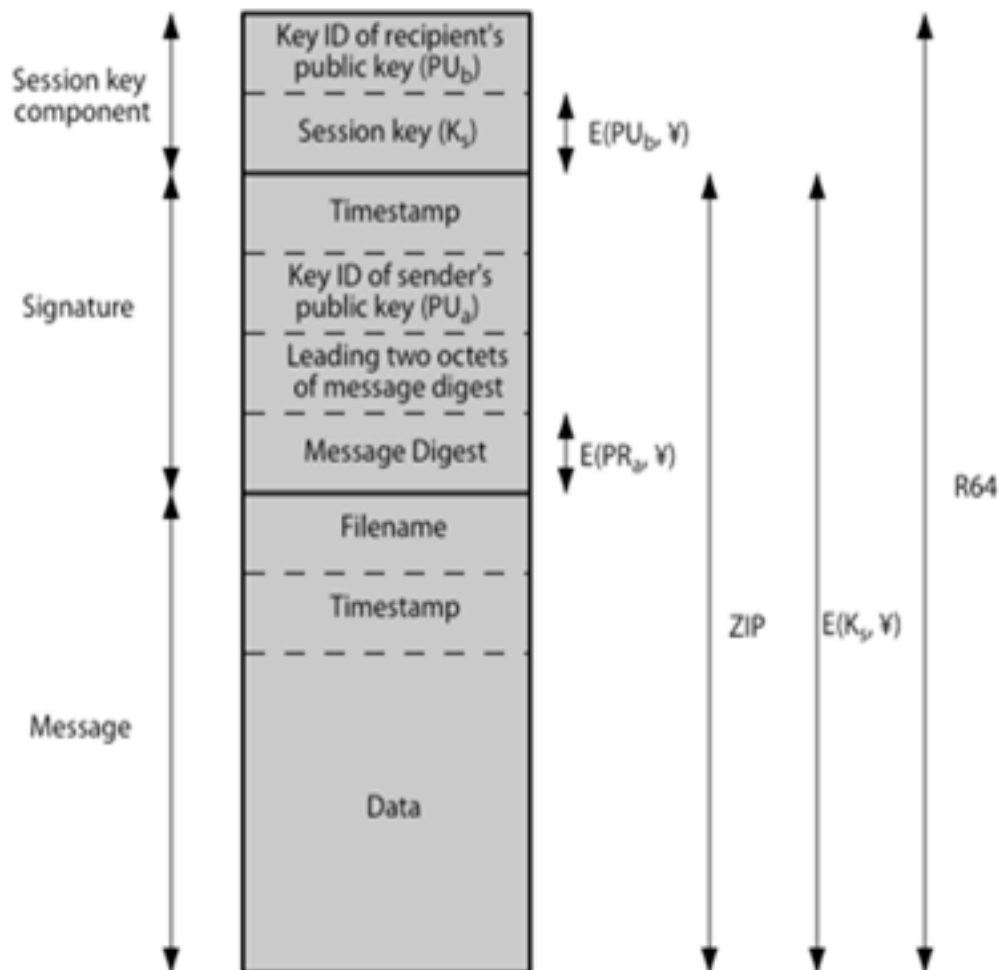 Key ID of recipient's
public key (PUb)
Session key
component
Session key (Ks)
E(PUb, ¥)
Timestamp
Key ID of sender's
public key (PUa)
Signature
Leading two octets
of message digest
Message Digest
E(PRa, ¥)
R64
Filename
Timestamp
ZIP
E(Ks, ¥)
Message
Data